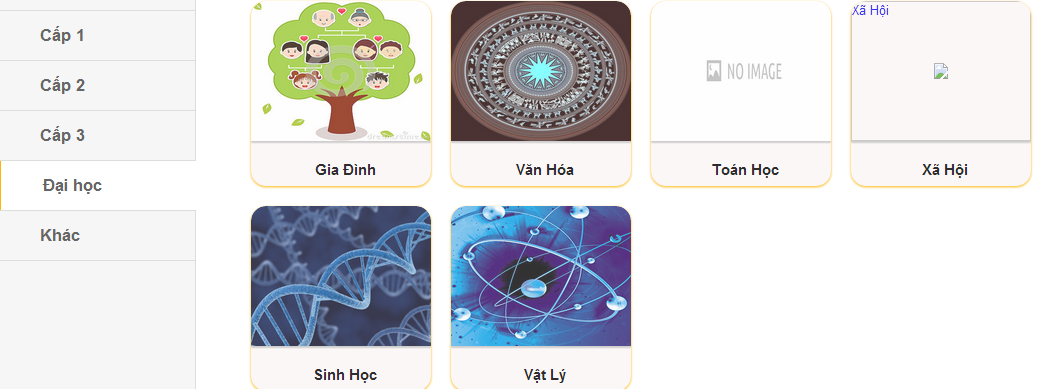 Cấp 1
Cấp 2
Cấp 3
Đại học
Khác
Gia Đình
Văn Hóa
NO IMAGE
Toán Học
Xã Hội
Xã Hội
Sinh Học
Vật Lý